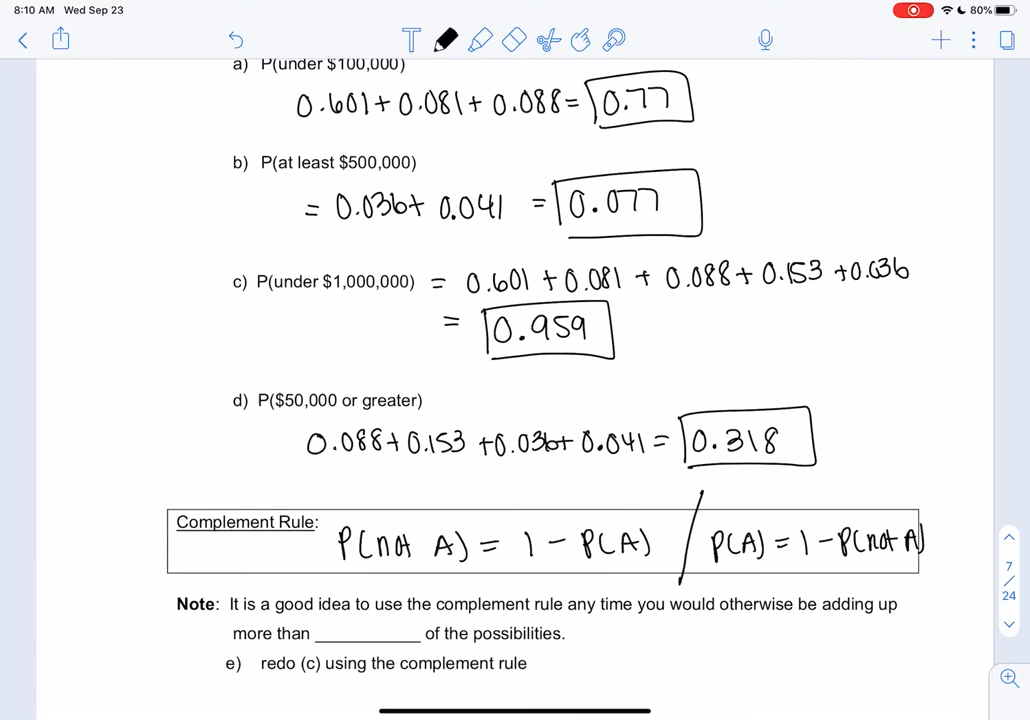 8:10 AM Wed Sep 23
80%
T
a) P(under $100,000)
0.601 + 0.081 + 0.088 = 0.77
b) P(at least $500,000)
= 0.036 + 0.041 = 0.077
c) P(under $1,000,000) = 0.601 + 0.081 + 0.088 + 0.153 + 0.036
= 0.959
d) P($50,000 or greater)
0.088 + 0.153 + 0.036 + 0.041 = 0.318
Complement Rule: P(not A) = 1 - P(A) / P(A) = 1 - P(not A)
Note: It is a good idea to use the complement rule any time you would otherwise be adding up
more than ____________ of the possibilities.
e) redo (c) using the complement rule
7
/
24